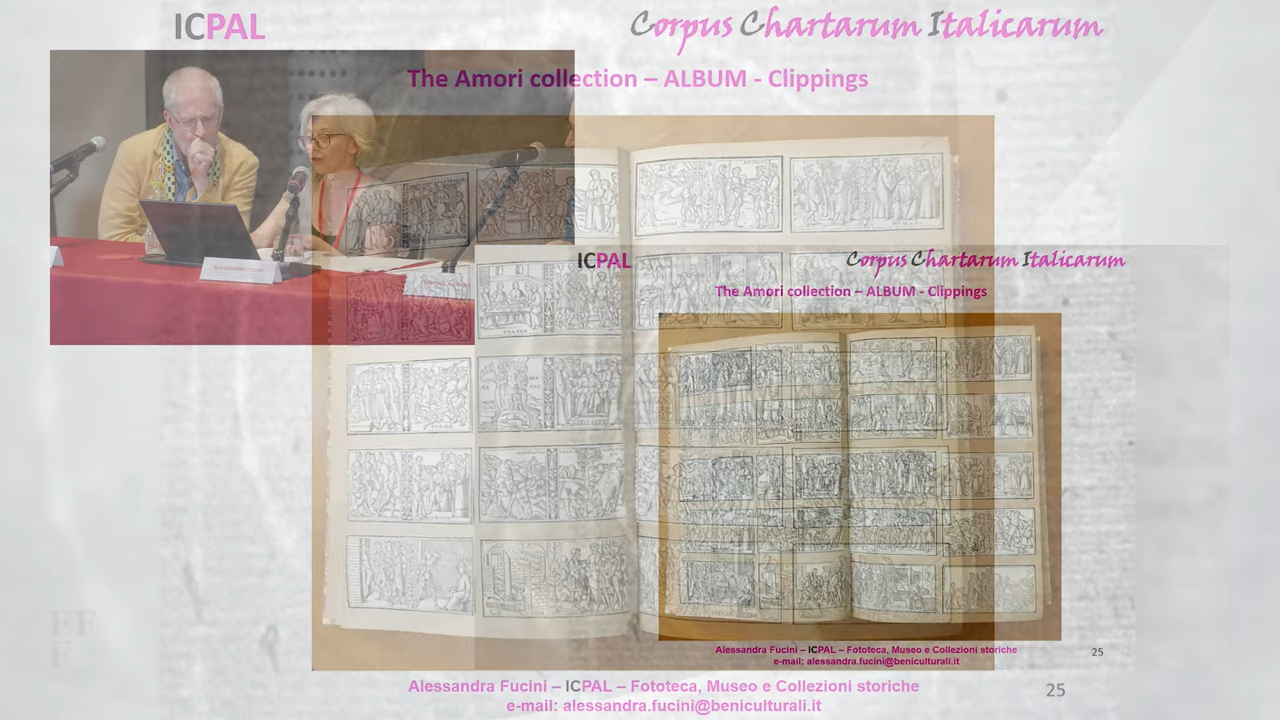 ICPAL
Corpus Chartarum Italicarum
The Amori collection – ALBUM - Clippings
ICPAL
Corpus Chartarum Italicarum
The Amori collection – ALBUM - Clippings
FF
F
Alessandra Fucini – ICPAL – Fototeca, Museo e Collezioni storiche
e-mail: alessandra.fucini@beniculturali.it
25
Alessandra Fucini – ICPAL – Fototeca, Museo e Collezioni storiche
e-mail: alessandra.fucini@beniculturali.it
25